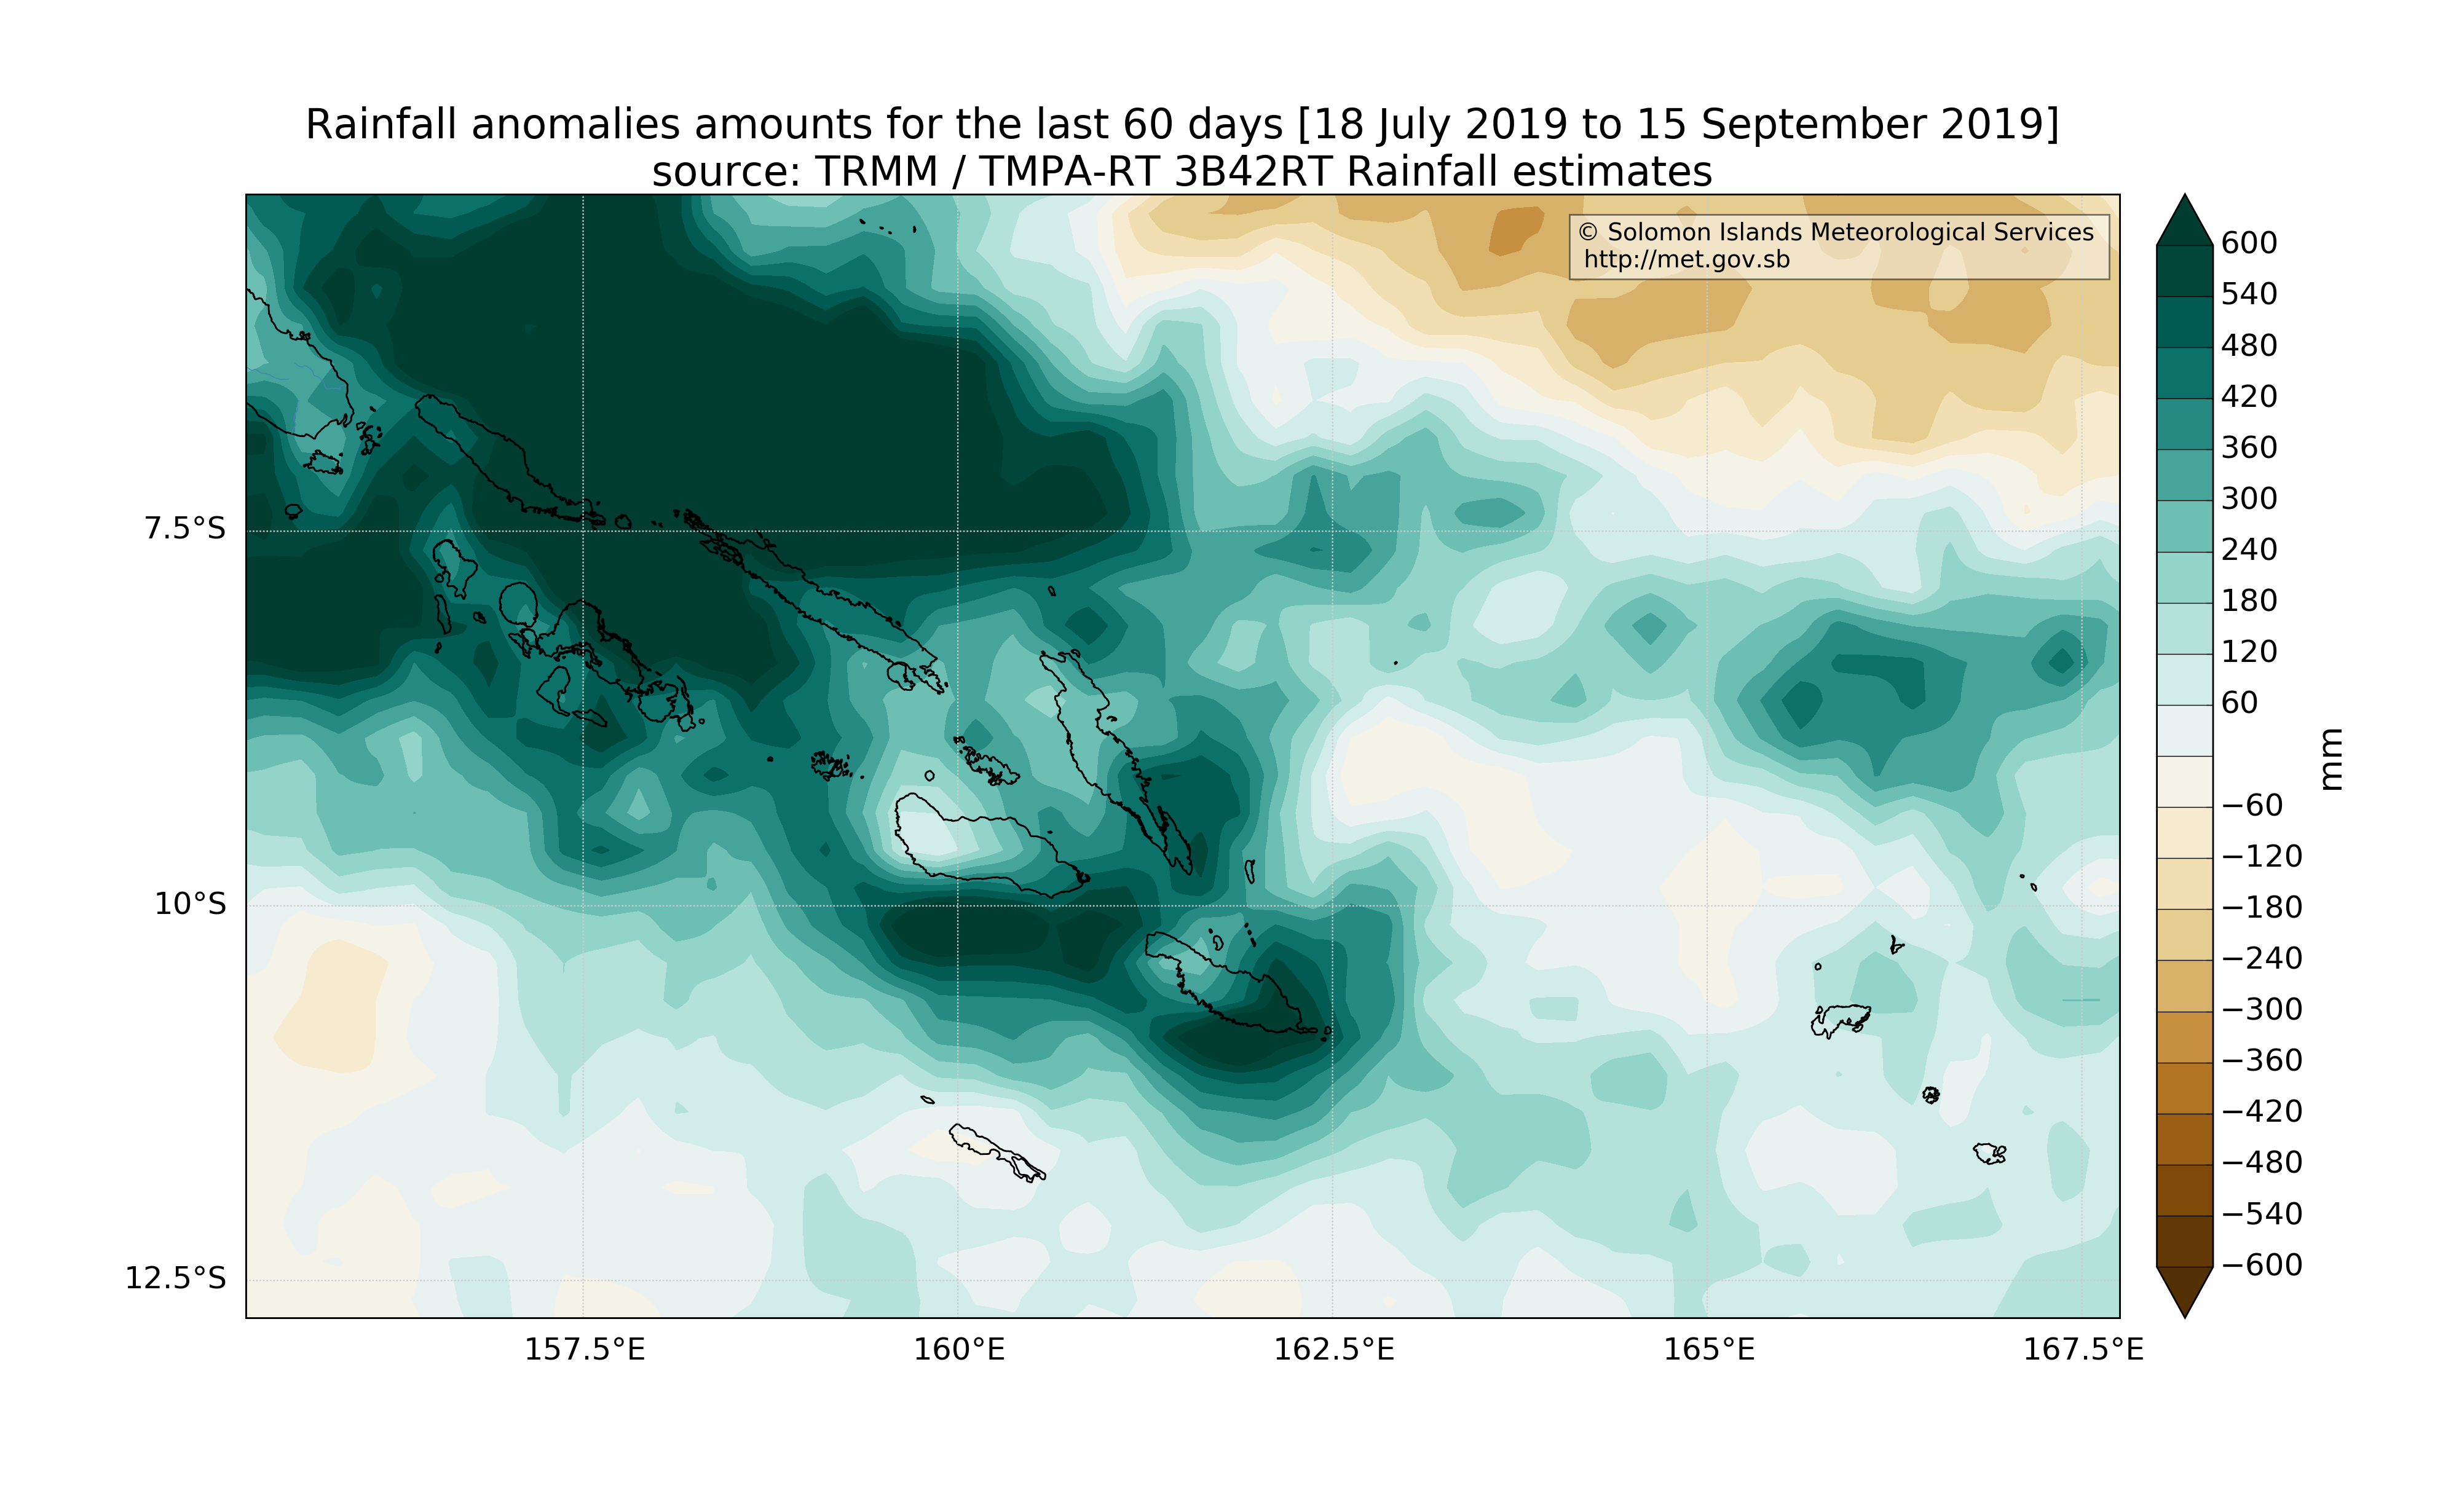 Rainfall anomalies amounts for the last 60 days [18 July 2019 to 15 September 2019]
source: TRMM / TMPA-RT 3B42RT Rainfall estimates
© Solomon Islands Meteorological Services
http://met.gov.sb
7.5°S
10°S
12.5°S
157.5°E
160°E
162.5°E
165°E
167.5°E
600
540
480
420
360
300
240
180
120
60
−60
−120
−180
−240
−300
−360
−420
−480
−540
−600
mm